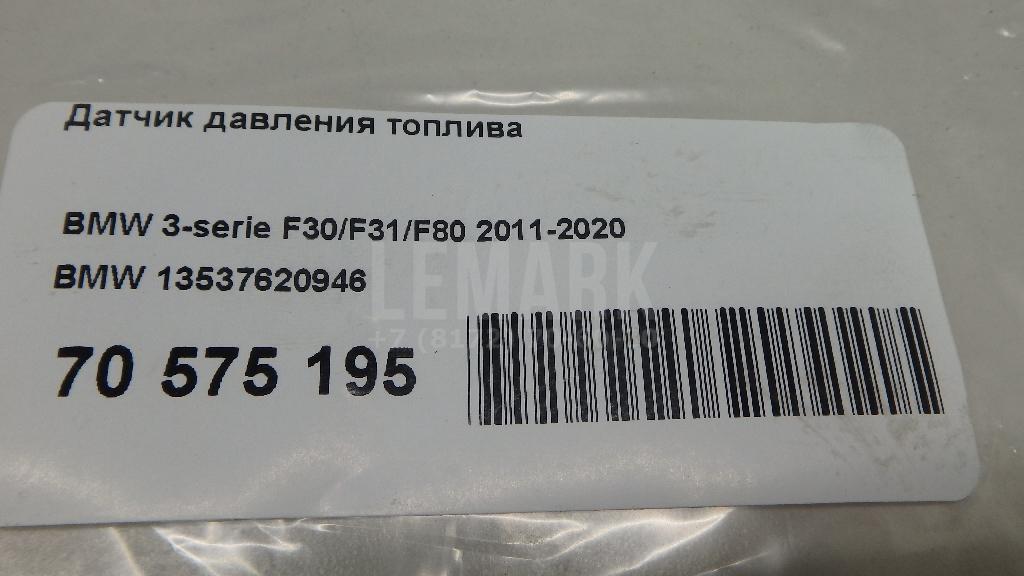 Датчик давления топлива
BMW 3-serie F30/F31/F80 2011-2020
BMW 13537620946
LEMARK
70 575 195